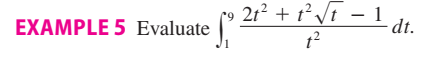 EXAMPLE 5 Evaluate ∫₁⁹ (2t² + t²√t − 1)/t² dt.